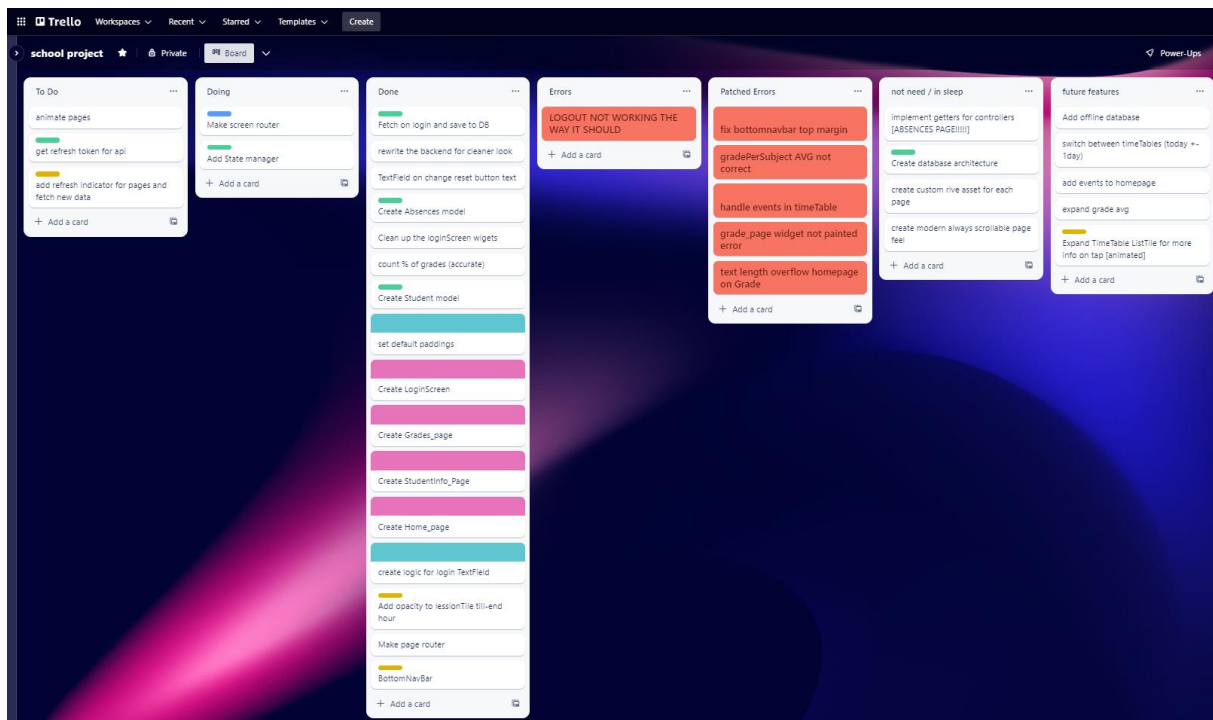 Trello Workspaces Recent Starred Templates Create
school project Private Board Power-Ups
To Do
animate pages
get refresh token for api
add refresh indicator for pages and
fetch new data
+ Add a card
Doing
Make screen router
Add State manager
+ Add a card
Done
Fetch on login and save to DB
rewrite the backend for cleaner look
TextField on change reset button text
Create Absences model
Clean up the loginScreen wigets
count % of grades (accurate)
Create Student model
set default paddings
Create LoginScreen
Create Grades_page
Create StudentInfo_Page
Create Home_page
create logic for login TextField
Add opacity to lessionTile till-end
hour
Make page router
BottomNavBar
+ Add a card
Errors
LOGOUT NOT WORKING THE
WAY IT SHOULD
+ Add a card
Patched Errors
fix bottomnavbar top margin
gradePerSubject AVG not
correct
handle events in timeTable
grade_page widget not painted
error
text length overflow homepage
on Grade
+ Add a card
not need / in sleep
implement getters for controllers
[ABSENCES PAGE!!!!!]
Create database architecture
create custom rive asset for each
page
create modern always scrollable page
feel
+ Add a card
future features
Add offline database
switch between timeTables (today +-
1day)
add events to homepage
expand grade avg
Expand TimeTable ListTile for more
info on tap [animated]
+ Add a card